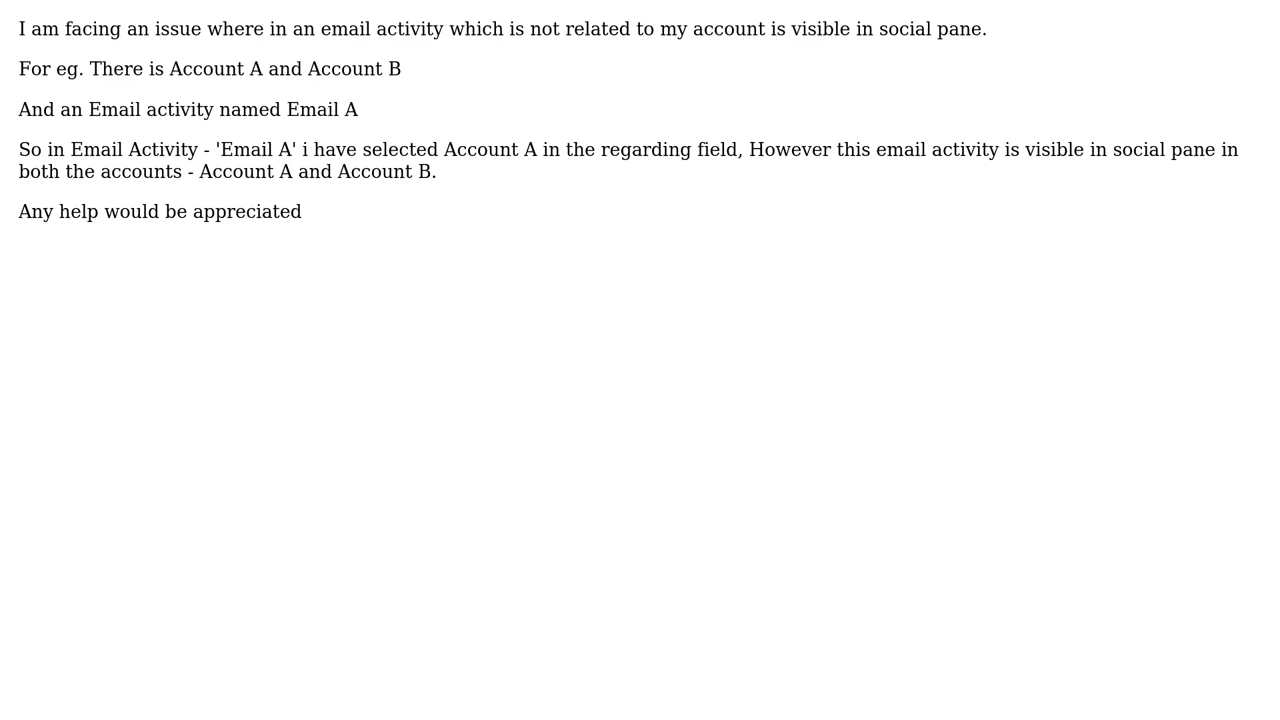 I am facing an issue where in an email activity which is not related to my account is visible in social pane.
For eg. There is Account A and Account B
And an Email activity named Email A
So in Email Activity - 'Email A' i have selected Account A in the regarding field, However this email activity is visible in social pane in
both the accounts - Account A and Account B.
Any help would be appreciated